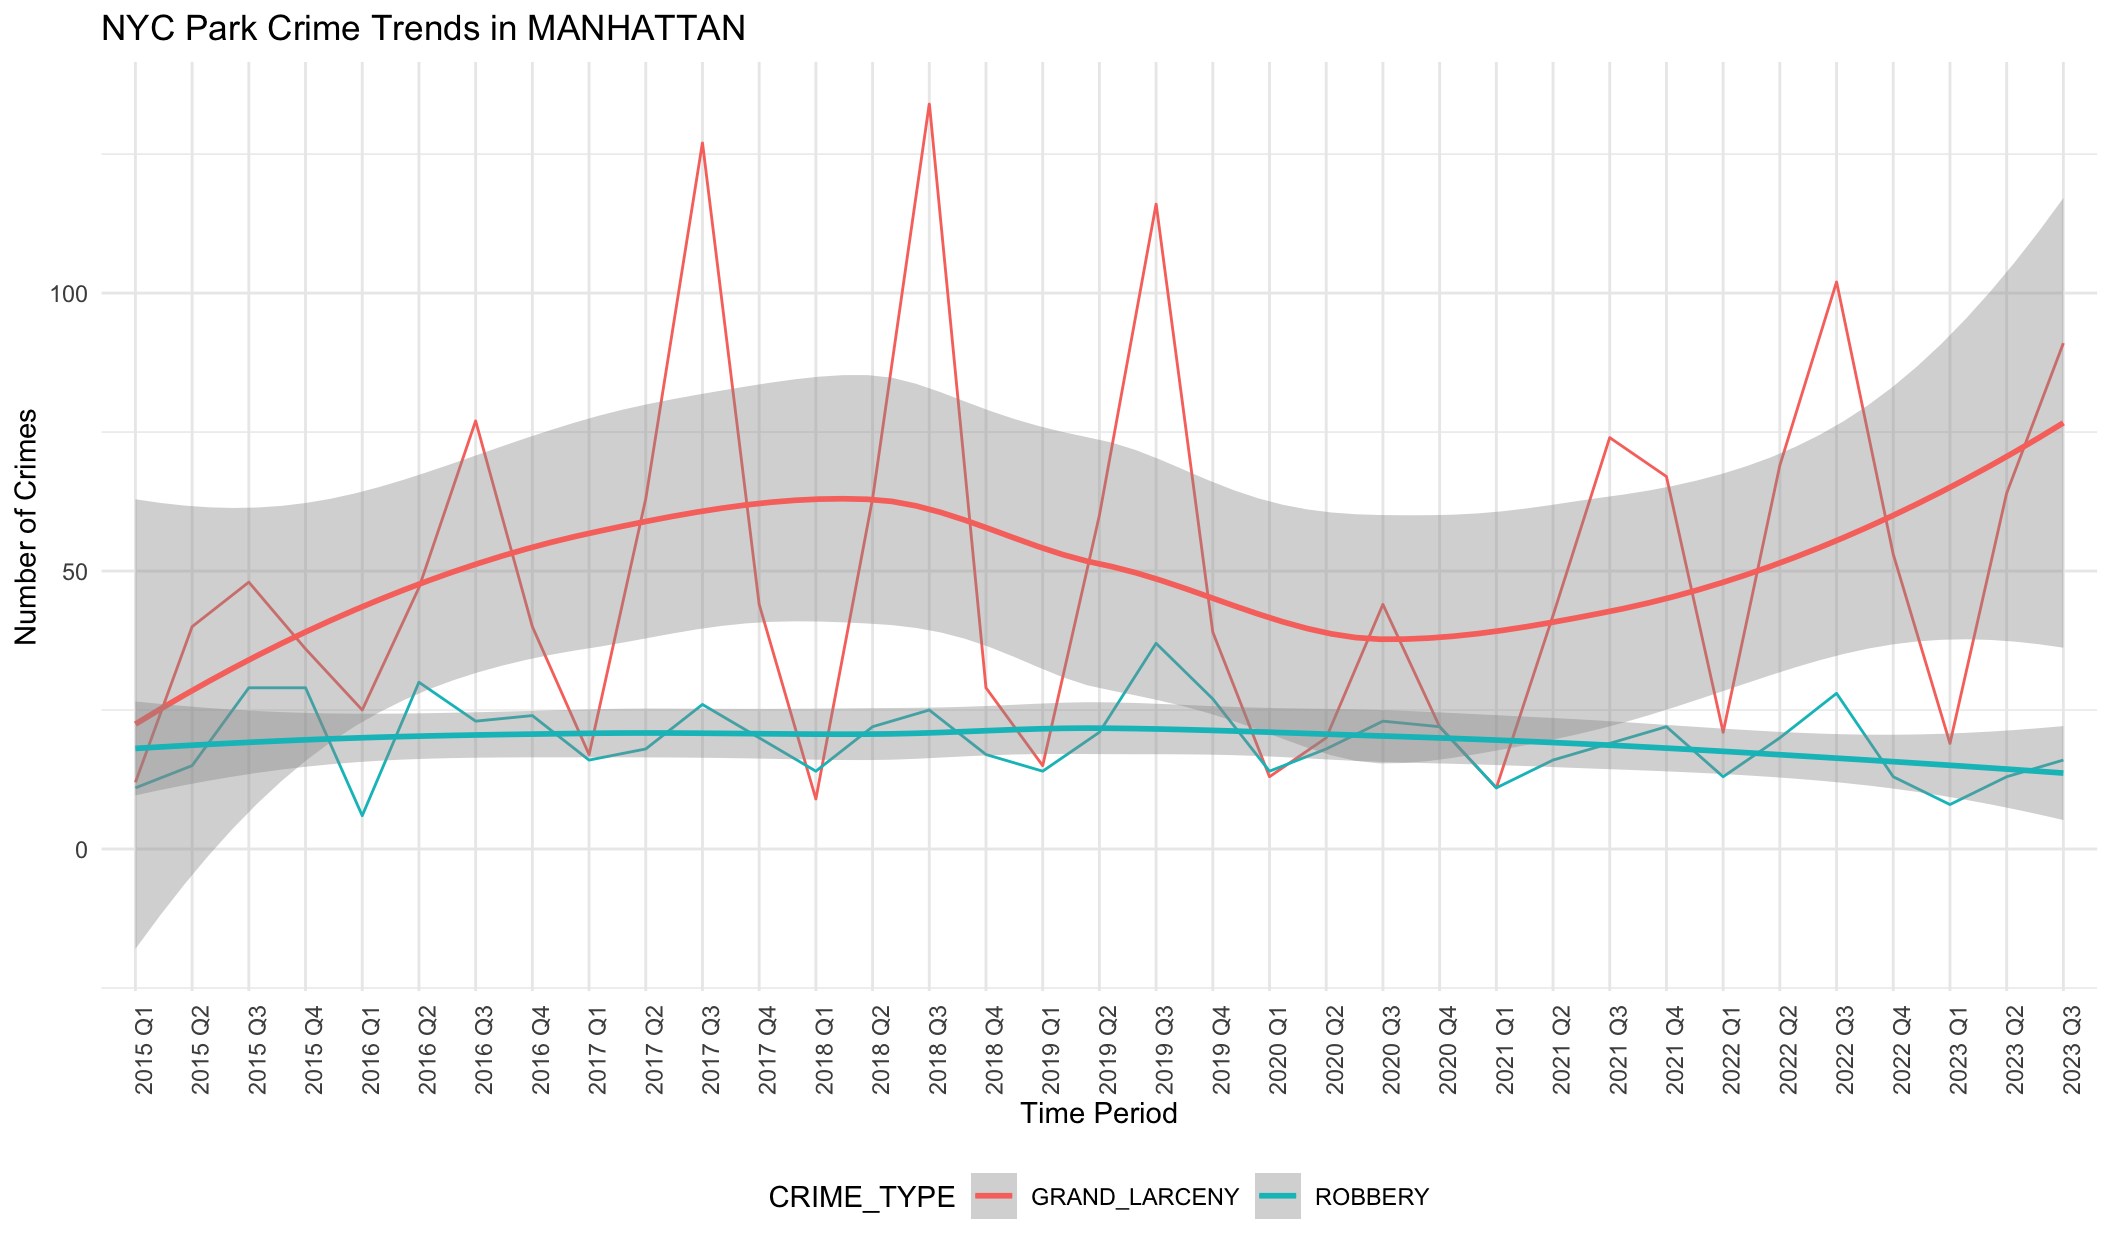 NYC Park Crime Trends in MANHATTAN
Number of Crimes
100
50
0
2015 Q1
2015 Q2
2015 Q3
2015 Q4
2016 Q1
2016 Q2
2016 Q3
2016 Q4
2017 Q1
2017 Q2
2017 Q3
2017 Q4
2018 Q1
2018 Q2
2018 Q3
2018 Q4
2019 Q1
2019 Q2
2019 Q3
2019 Q4
2020 Q1
2020 Q2
2020 Q3
2020 Q4
2021 Q1
2021 Q2
2021 Q3
2021 Q4
2022 Q1
2022 Q2
2022 Q3
2022 Q4
2023 Q1
2023 Q2
2023 Q3
Time Period
CRIME_TYPE GRAND_LARCENY ROBBERY